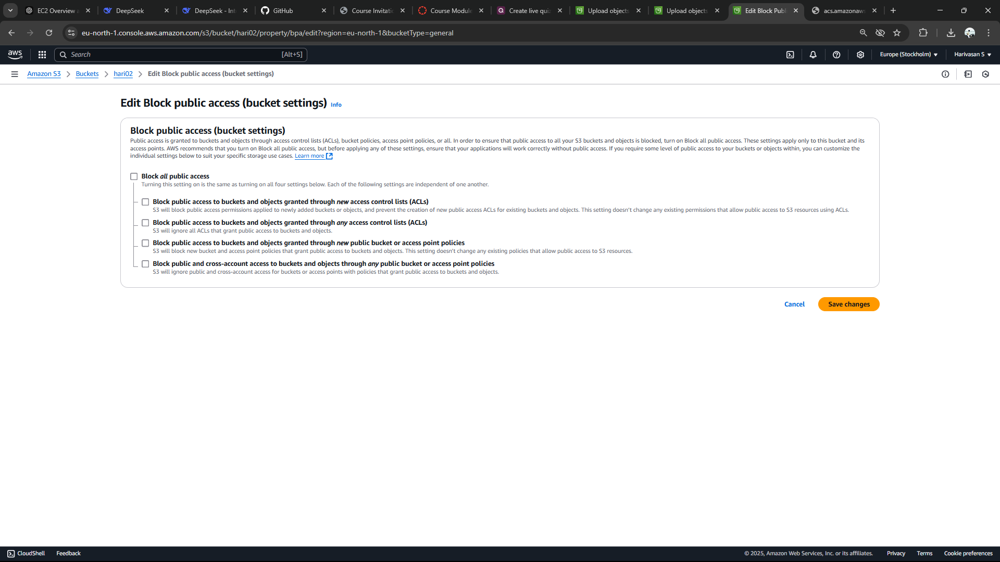 EC2 Overview a
DeepSeek
DeepSeek - Int
GitHub
Course Invitatio
Course Module
Create live quiz
Upload objects
Upload objects
Edit Block Publ
acs.amazonaws
eu-north-1.console.aws.amazon.com/s3/bucket/hari02/property/bpa/edit?region=eu-north-1&bucketType=general
aws
Search
[Alt+S]
Europe (Stockholm)
Harivasan S
Amazon S3
Buckets
hari02
Edit Block public access (bucket settings)
Edit Block public access (bucket settings) Info
Block public access (bucket settings)
Public access is granted to buckets and objects through access control lists (ACLs), bucket policies, access point policies, or all. In order to ensure that public access to all your S3 buckets and objects is blocked, turn on Block all public access. These settings apply only to this bucket and its
access points. AWS recommends that you turn on Block all public access, but before applying any of these settings, ensure that your applications will work correctly without public access. If you require some level of public access to your buckets or objects within, you can customize the
individual settings below to suit your specific storage use cases. Learn more
Block all public access
Turning this setting on is the same as turning on all four settings below. Each of the following settings are independent of one another.
Block public access to buckets and objects granted through new access control lists (ACLs)
S3 will block public access permissions applied to newly added buckets or objects, and prevent the creation of new public access ACLs for existing buckets and objects. This setting doesn't change any existing permissions that allow public access to S3 resources using ACLs.
Block public access to buckets and objects granted through any access control lists (ACLs)
S3 will ignore all ACLs that grant public access to buckets and objects.
Block public access to buckets and objects granted through new public bucket or access point policies
S3 will block new bucket and access point policies that grant public access to buckets and objects. This setting doesn't change any existing policies that allow public access to S3 resources.
Block public and cross-account access to buckets and objects through any public bucket or access point policies
S3 will ignore public and cross-account access for buckets or access points with policies that grant public access to buckets and objects.
Cancel
Save changes
CloudShell
Feedback
© 2025, Amazon Web Services, Inc. or its affiliates.
Privacy
Terms
Cookie preferences